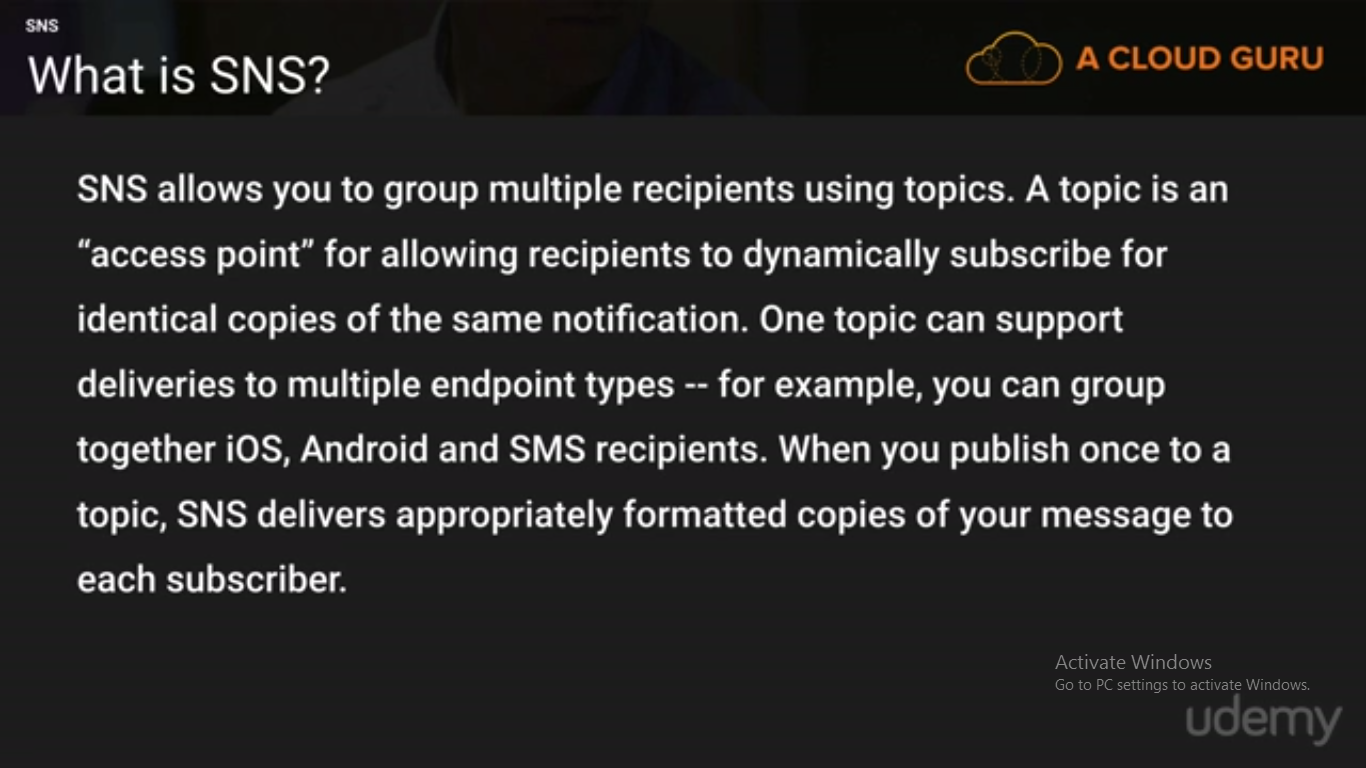 SNS
What is SNS?
A CLOUD GURU
SNS allows you to group multiple recipients using topics. A topic is an
“access point” for allowing recipients to dynamically subscribe for
identical copies of the same notification. One topic can support
deliveries to multiple endpoint types -- for example, you can group
together iOS, Android and SMS recipients. When you publish once to a
topic, SNS delivers appropriately formatted copies of your message to
each subscriber.
Activate Windows
Go to PC settings to activate Windows.
udemy